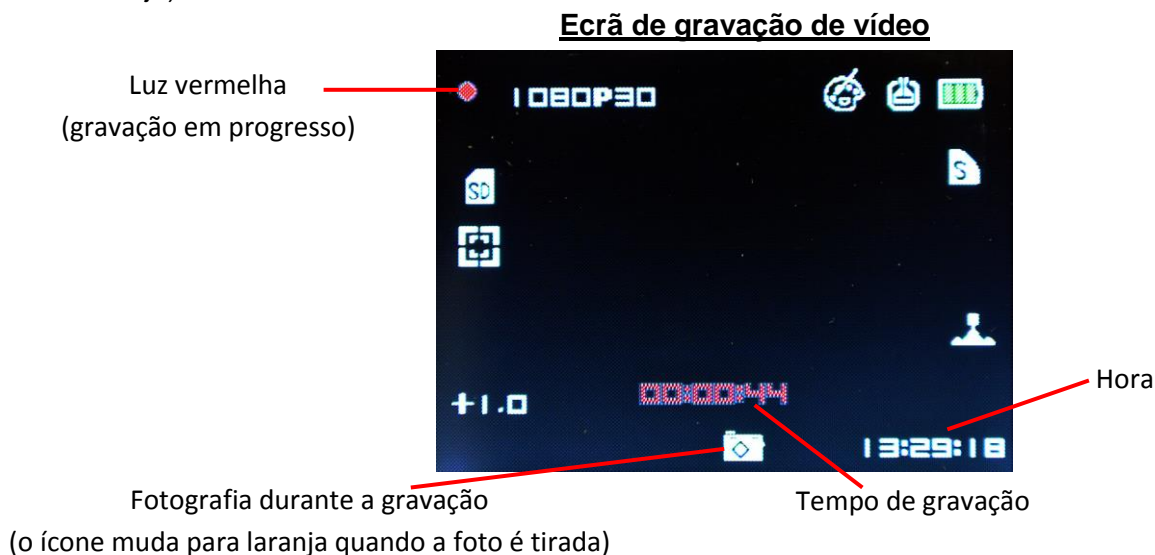 Ecrã de gravação de vídeo
Luz vermelha
(gravação em progresso)
1080P30
SD
S
+1.0
00:00:44
Hora
13:29:18
Fotografia durante a gravação
(o ícone muda para laranja quando a foto é tirada)
Tempo de gravação